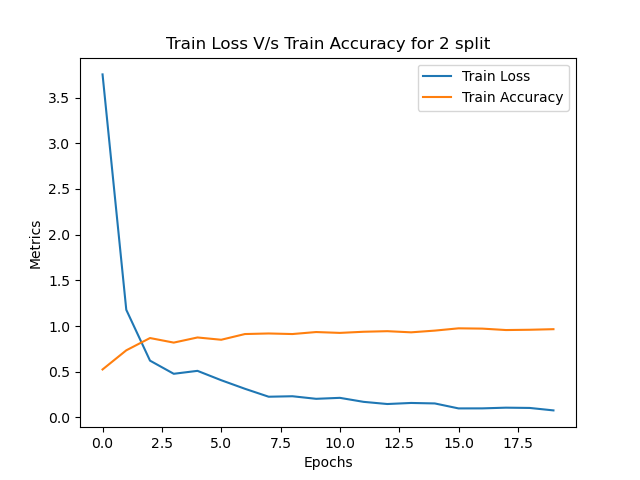 Train Loss V/s Train Accuracy for 2 split
Train Loss
Train Accuracy
3.5
3.0
2.5
2.0
1.5
1.0
0.5
0.0
Metrics
0.0 2.5 5.0 7.5 10.0 12.5 15.0 17.5
Epochs